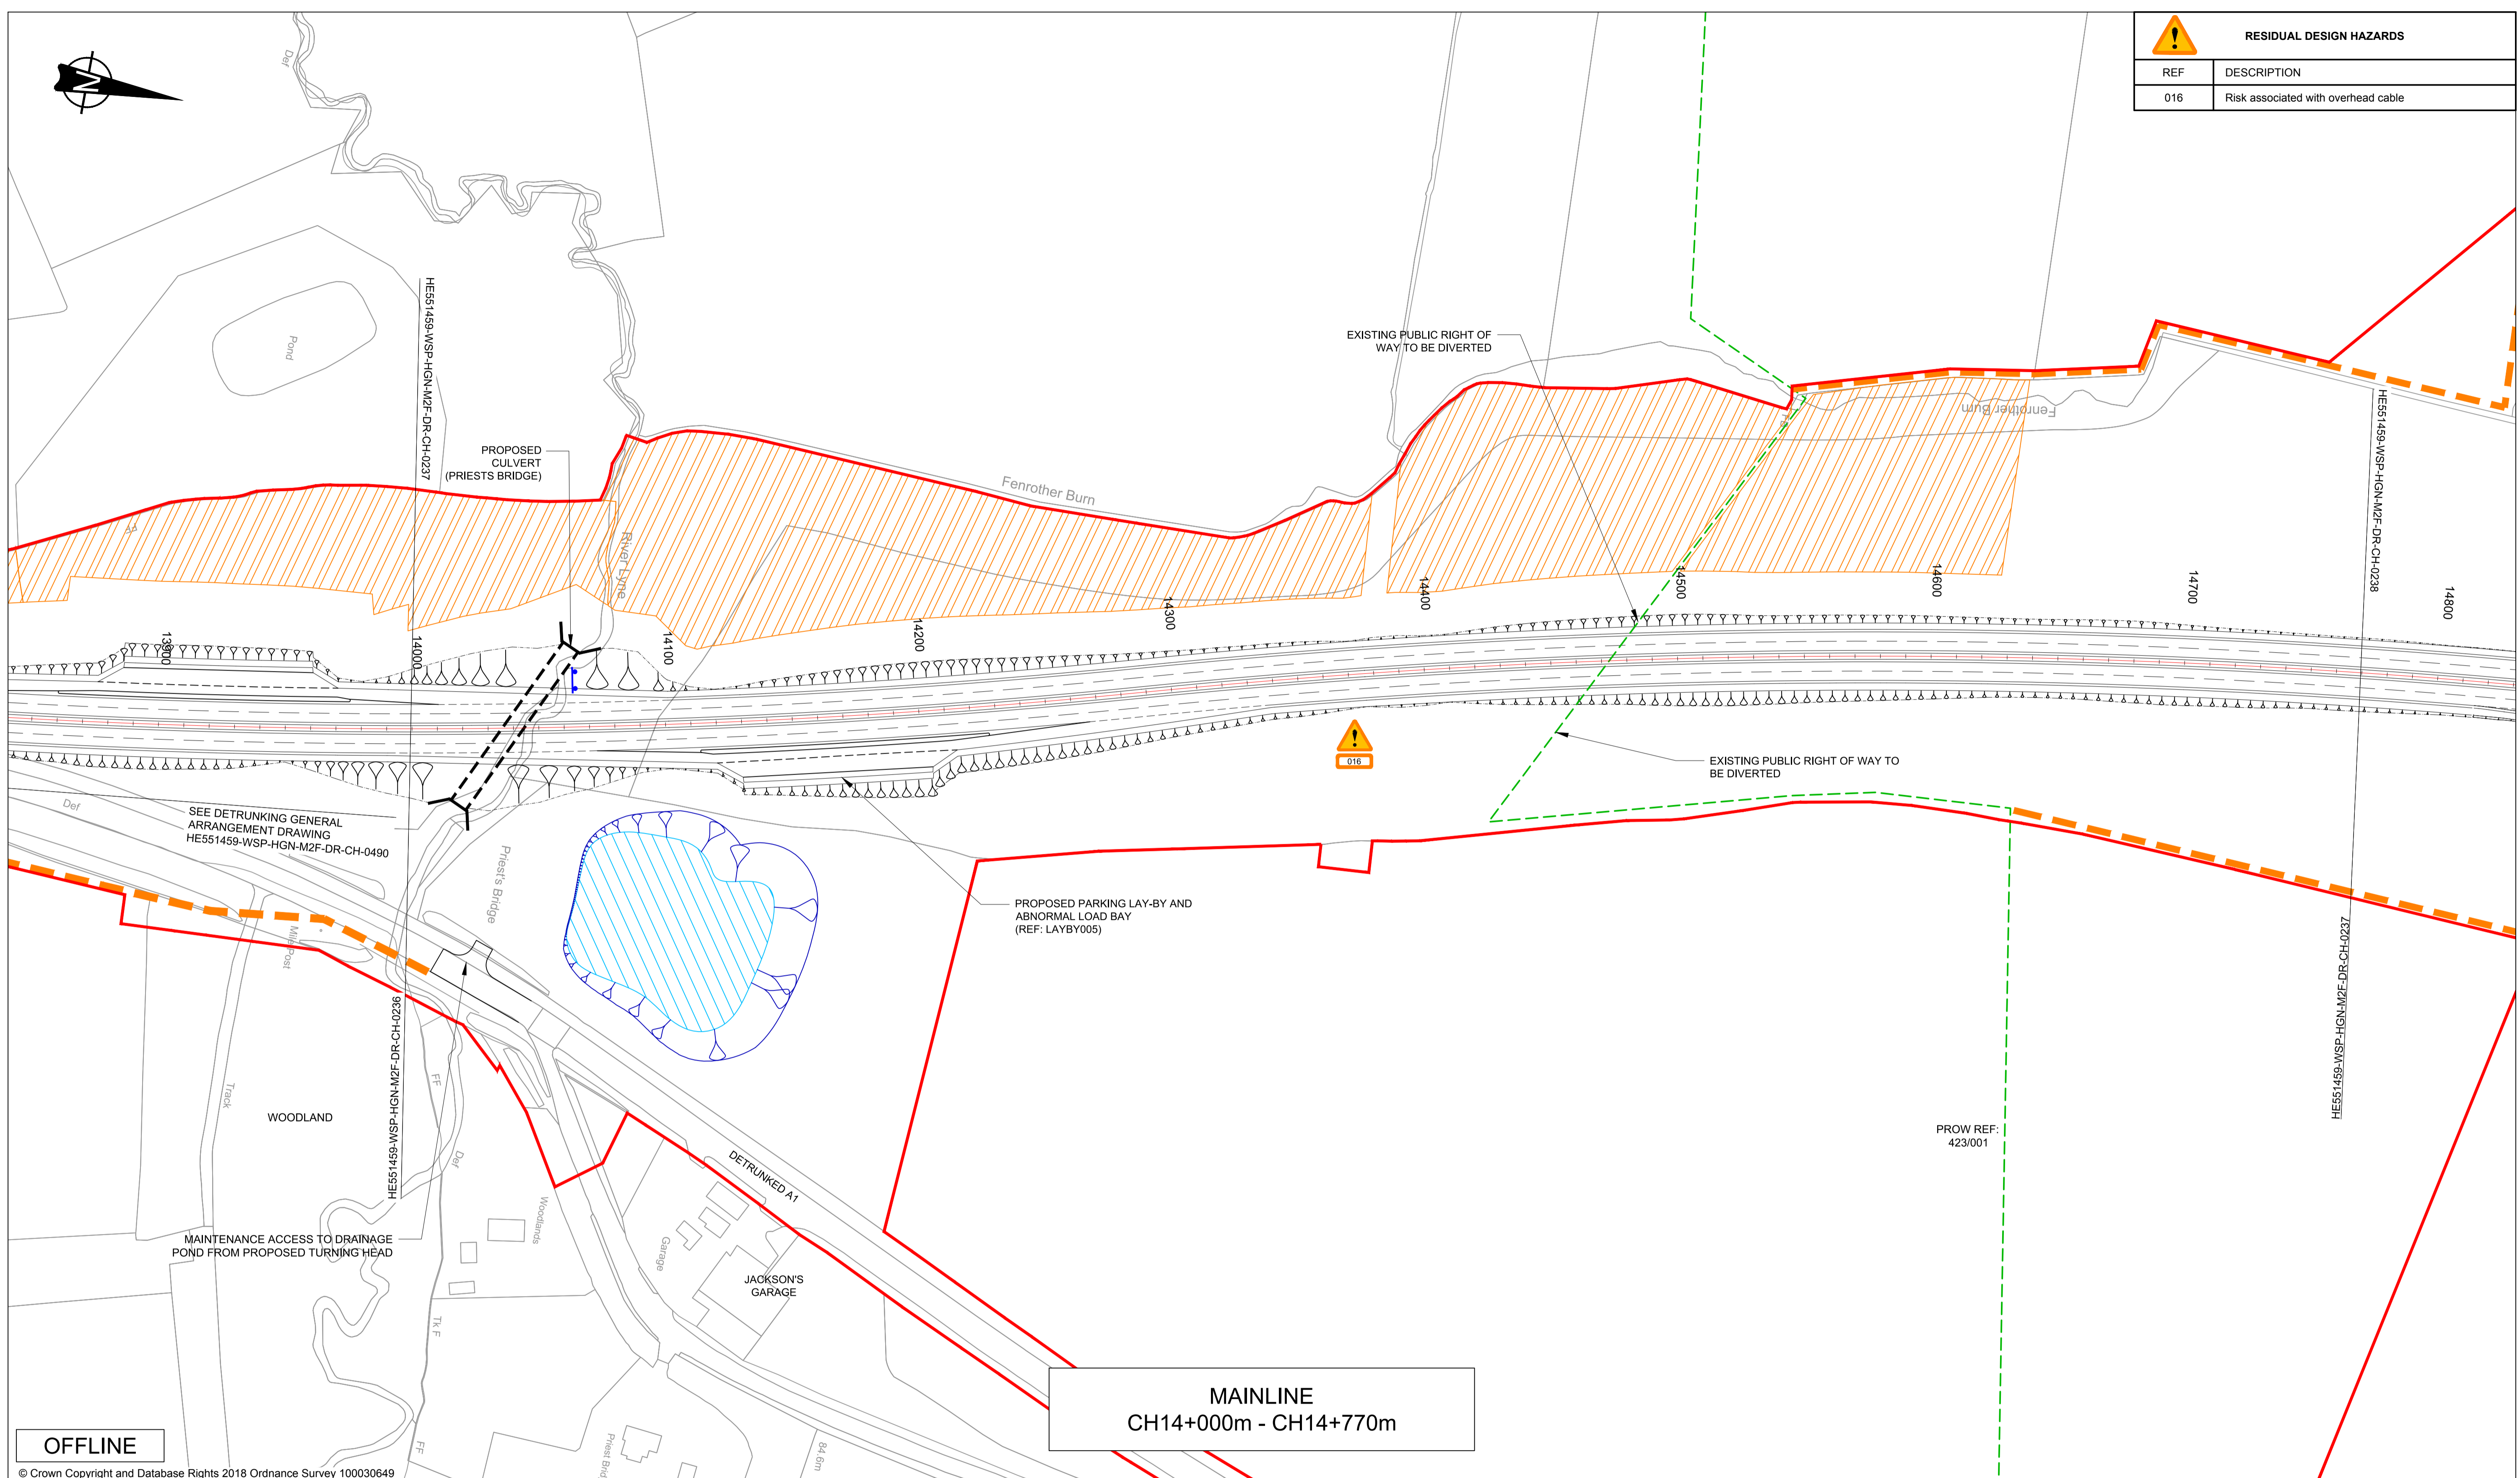 RESIDUAL DESIGN HAZARDS
REF
DESCRIPTION
016
Risk associated with overhead cable
N
Def
Pond
HE551459-WSP-HGN-M2F-DR-CH-0237
PROPOSED
CULVERT
(PRIESTS BRIDGE)
EXISTING PUBLIC RIGHT OF
WAY TO BE DIVERTED
Fenrother Burn
Fenrother Burn
HE551459-WSP-HGN-M2F-DR-CH-0238
River Lyne
13900
14000
14100
14200
14300
14400
14500
14600
14700
14800
016
EXISTING PUBLIC RIGHT OF WAY TO
BE DIVERTED
Def
SEE DETRUNKING GENERAL
ARRANGEMENT DRAWING
HE551459-WSP-HGN-M2F-DR-CH-0490
Priest's Bridge
PROPOSED PARKING LAY-BY AND
ABNORMAL LOAD BAY
(REF: LAYBY005)
Mile Post
HE551459-WSP-HGN-M2F-DR-CH-0236
HE551459-WSP-HGN-M2F-DR-CH-0237
Track
FF
WOODLAND
Def
PROW REF:
423/001
DETRUNKED A1
Woodlands
MAINTENANCE ACCESS TO DRAINAGE
POND FROM PROPOSED TURNING HEAD
Garage
JACKSON'S
GARAGE
Tk F
MAINLINE
CH14+000m - CH14+770m
OFFLINE
FF
84.6m
© Crown Copyright and Database Rights 2018 Ordnance Survey 100030649